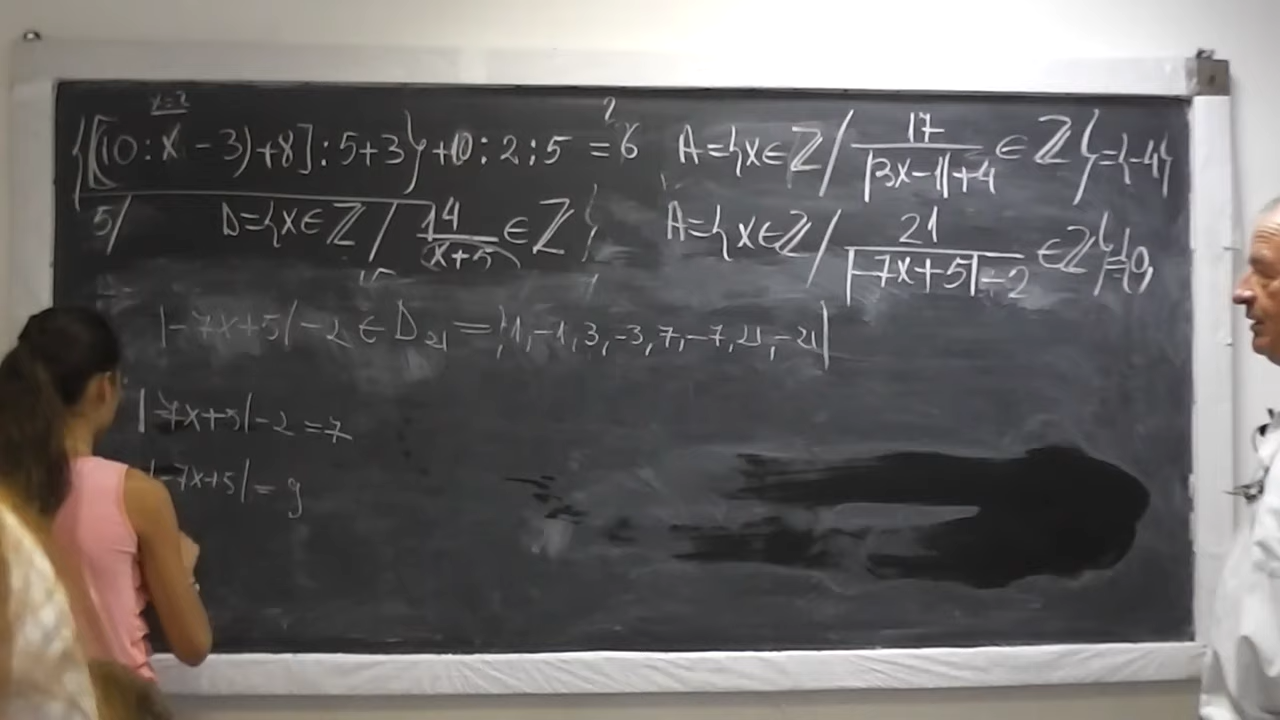 x=2
{[(10:x-3)+8]:5+3}+10:2:5 ≟ 6
A={x∈ℤ/ 17/(|3x-1|+4) ∈ℤ}={-4}
5/ D={x∈ℤ/ 14/(x+5) ∈ℤ}
A={x∈ℤ/ 21/(|-7x+5|-2) ∈ℤ}={0,
|-7x+5|-2∈D₂₁={1,-1,3,-3,7,-7,21,-21}
|-7x+5|-2=7
|-7x+5|=9